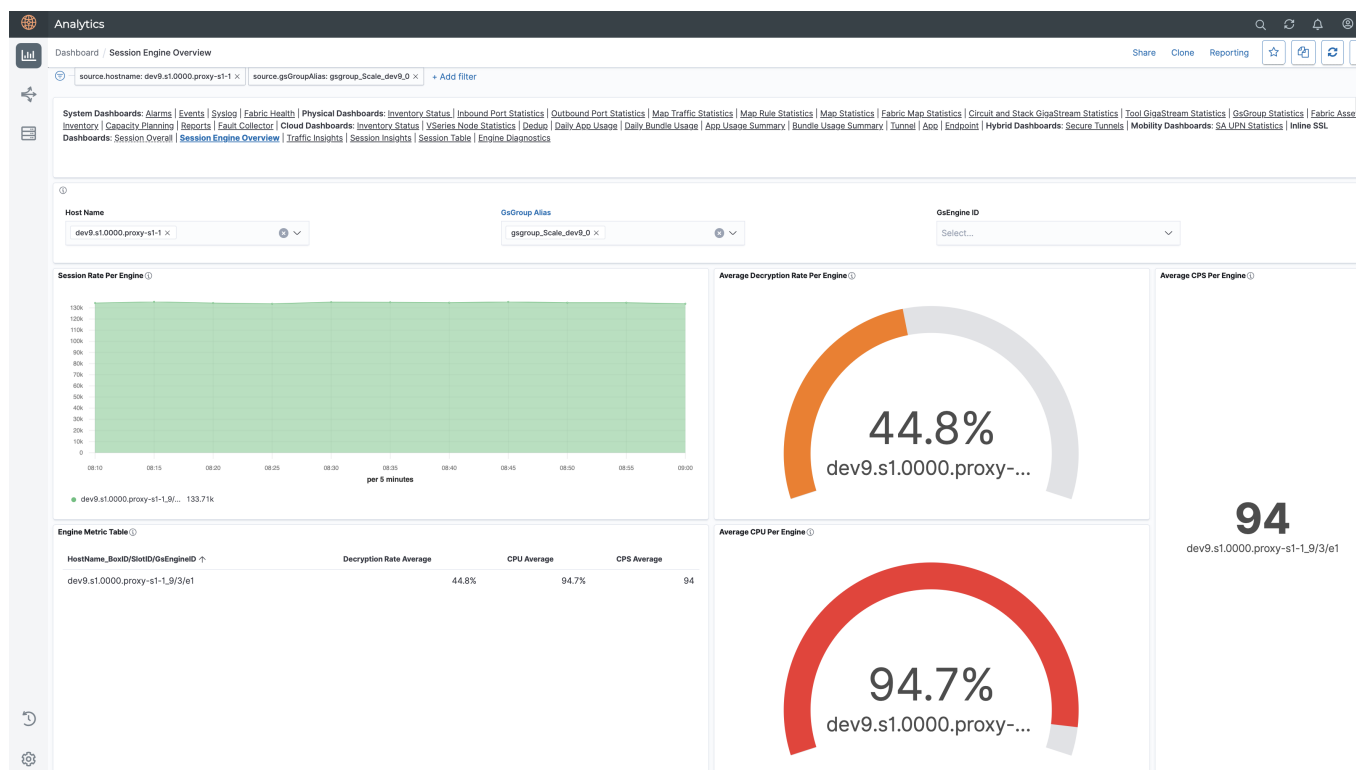 Analytics
Dashboard / Session Engine Overview
Share Clone Reporting
source.hostname: dev9.s1.0000.proxy-s1-1 × source.gsGroupAlias: gsgroup_Scale_dev9_0 × + Add filter
System Dashboards: Alarms | Events | Syslog | Fabric Health | Physical Dashboards: Inventory Status | Inbound Port Statistics | Outbound Port Statistics | Map Traffic Statistics | Map Rule Statistics | Map Statistics | Fabric Map Statistics | Circuit and Stack GigaStream Statistics | Tool GigaStream Statistics | GsGroup Statistics | Fabric Asse
Inventory | Capacity Planning | Reports | Fault Collector | Cloud Dashboards: Inventory Status | VSeries Node Statistics | Dedup | Daily App Usage | Daily Bundle Usage | App Usage Summary | Bundle Usage Summary | Tunnel | App | Endpoint | Hybrid Dashboards: Secure Tunnels | Mobility Dashboards: SA UPN Statistics | Inline SSL
Dashboards: Session Overall | Session Engine Overview | Traffic Insights | Session Insights | Session Table | Engine Diagnostics
Host Name
dev9.s1.0000.proxy-s1-1 ×
GsGroup Alias
gsgroup_Scale_dev9_0 ×
GsEngine ID
Select...
Session Rate Per Engine
130k
120k
110k
100k
90k
80k
70k
60k
50k
40k
30k
20k
10k
0
08:10 08:15 08:20 08:25 08:30 08:35 08:40 08:45 08:50 08:55 09:00
per 5 minutes
dev9.s1.0000.proxy-s1-1_9/... 133.71k
Average Decryption Rate Per Engine
44.8%
dev9.s1.0000.proxy-...
Average CPS Per Engine
94
dev9.s1.0000.proxy-s1-1_9/3/e1
Engine Metric Table
HostName_BoxID/SlotID/GsEngineID ↑ Decryption Rate Average CPU Average CPS Average
dev9.s1.0000.proxy-s1-1_9/3/e1 44.8% 94.7% 94
Average CPU Per Engine
94.7%
dev9.s1.0000.proxy-...